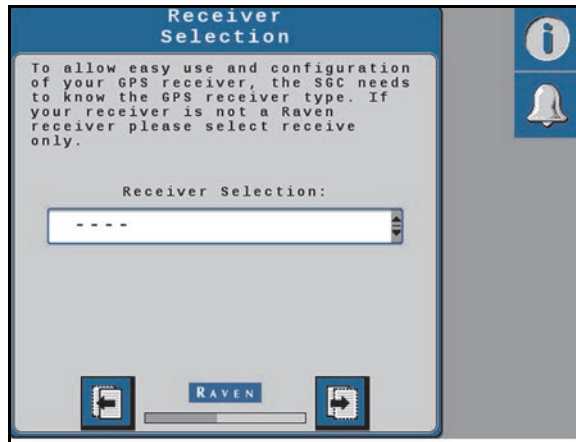 Receiver
Selection
To allow easy use and configuration
of your GPS receiver, the SGC needs
to know the GPS receiver type. If
your receiver is not a Raven
receiver please select receive
only.
Receiver Selection:
----
RAVEN